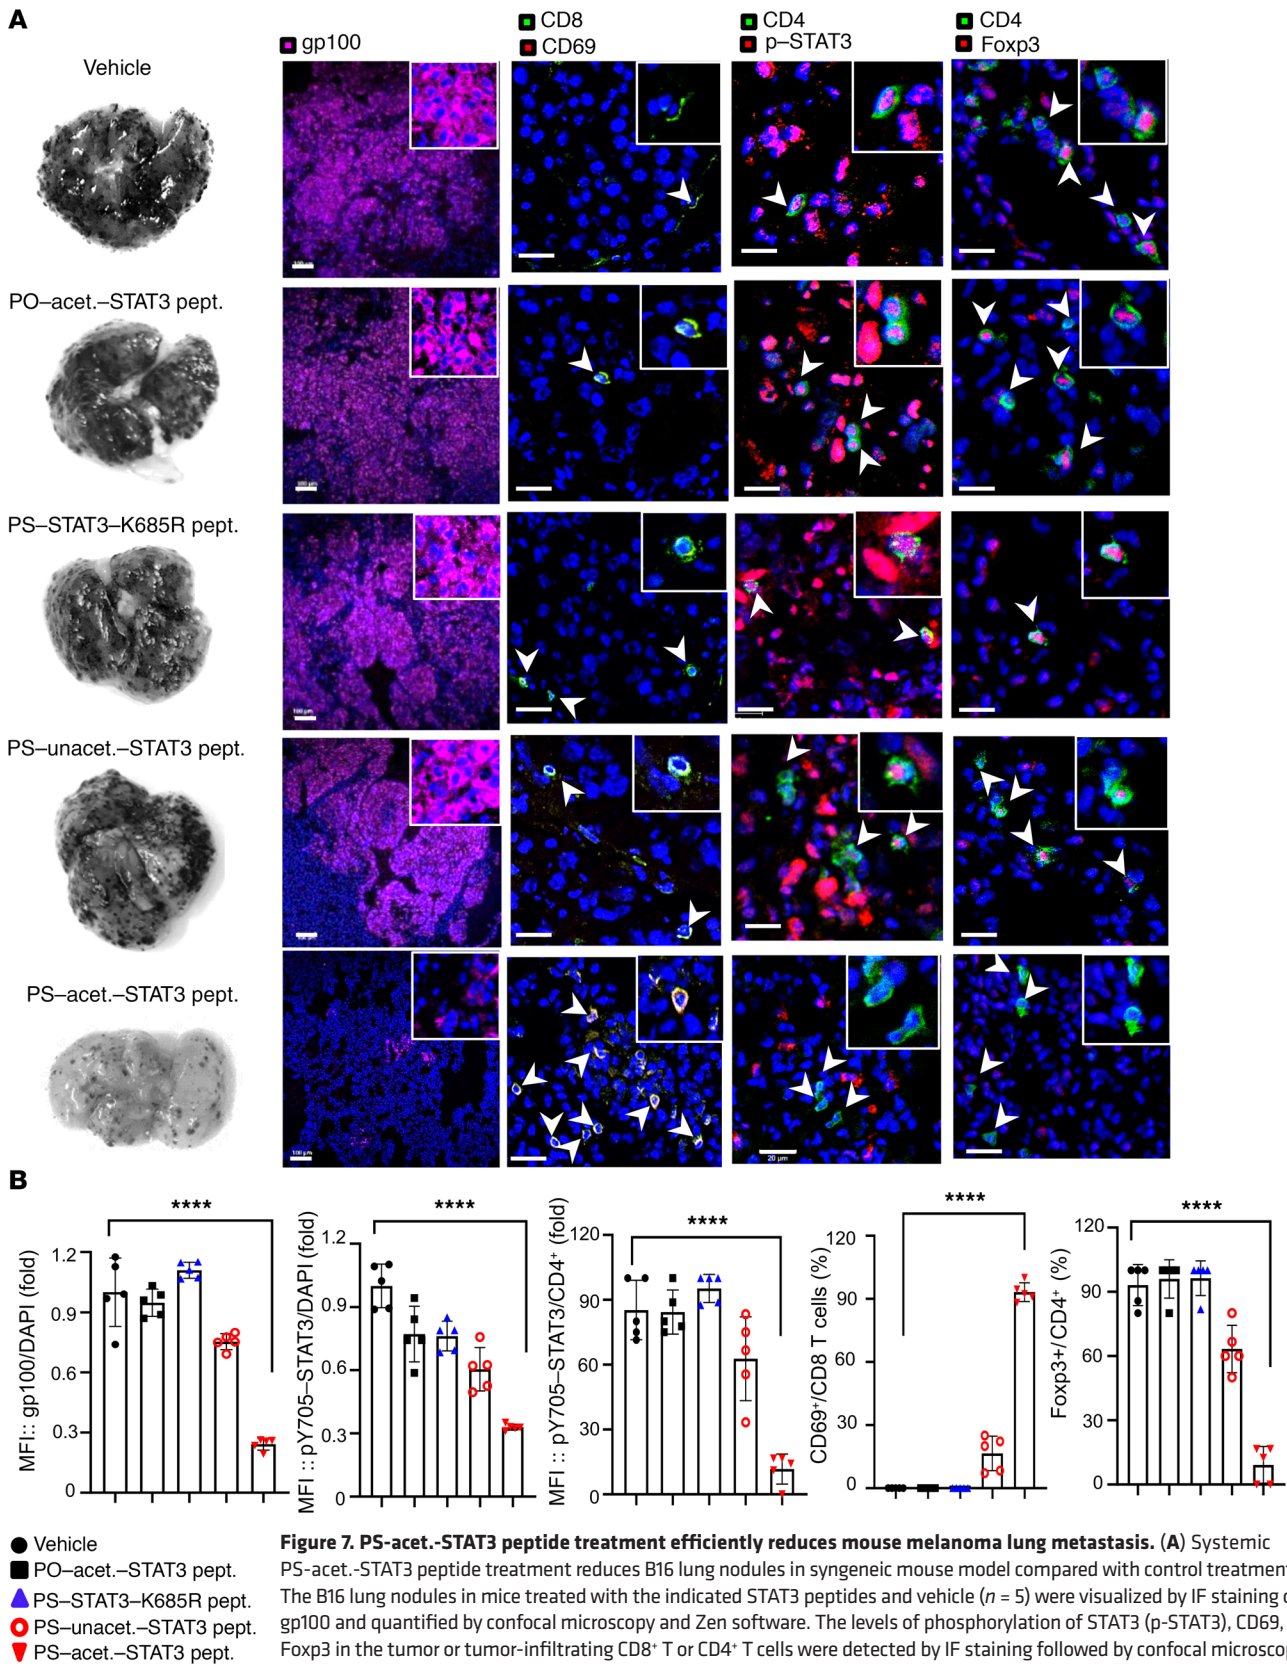 A
gp100
CD8
CD69
CD4
p–STAT3
CD4
Foxp3
Vehicle
100 µm
PO–acet.–STAT3 pept.
100 µm
PS–STAT3–K685R pept.
100 µm
PS–unacet.–STAT3 pept.
PS–acet.–STAT3 pept.
100 µm
20 µm
B
MFI:: gp100/DAPI (fold)
1.2
0.9
0.6
0.3
0
****
MFI :: pY705–STAT3/DAPI (fold)
1.2
0.9
0.6
0.3
0
****
MFI :: pY705–STAT3/CD4⁺ (fold)
120
90
60
30
0
****
CD69⁺/CD8 T cells (%)
120
90
60
30
0
****
Foxp3+/CD4⁺ (%)
120
90
60
30
0
****
Vehicle
PO–acet.–STAT3 pept.
PS–STAT3–K685R pept.
PS–unacet.–STAT3 pept.
PS–acet.–STAT3 pept.
Figure 7. PS-acet.-STAT3 peptide treatment efficiently reduces mouse melanoma lung metastasis. (A) Systemic
PS-acet.-STAT3 peptide treatment reduces B16 lung nodules in syngeneic mouse model compared with control treatment
The B16 lung nodules in mice treated with the indicated STAT3 peptides and vehicle (n = 5) were visualized by IF staining
gp100 and quantified by confocal microscopy and Zen software. The levels of phosphorylation of STAT3 (p-STAT3), CD69,
Foxp3 in the tumor or tumor-infiltrating CD8⁺ T or CD4⁺ T cells were detected by IF staining followed by confocal